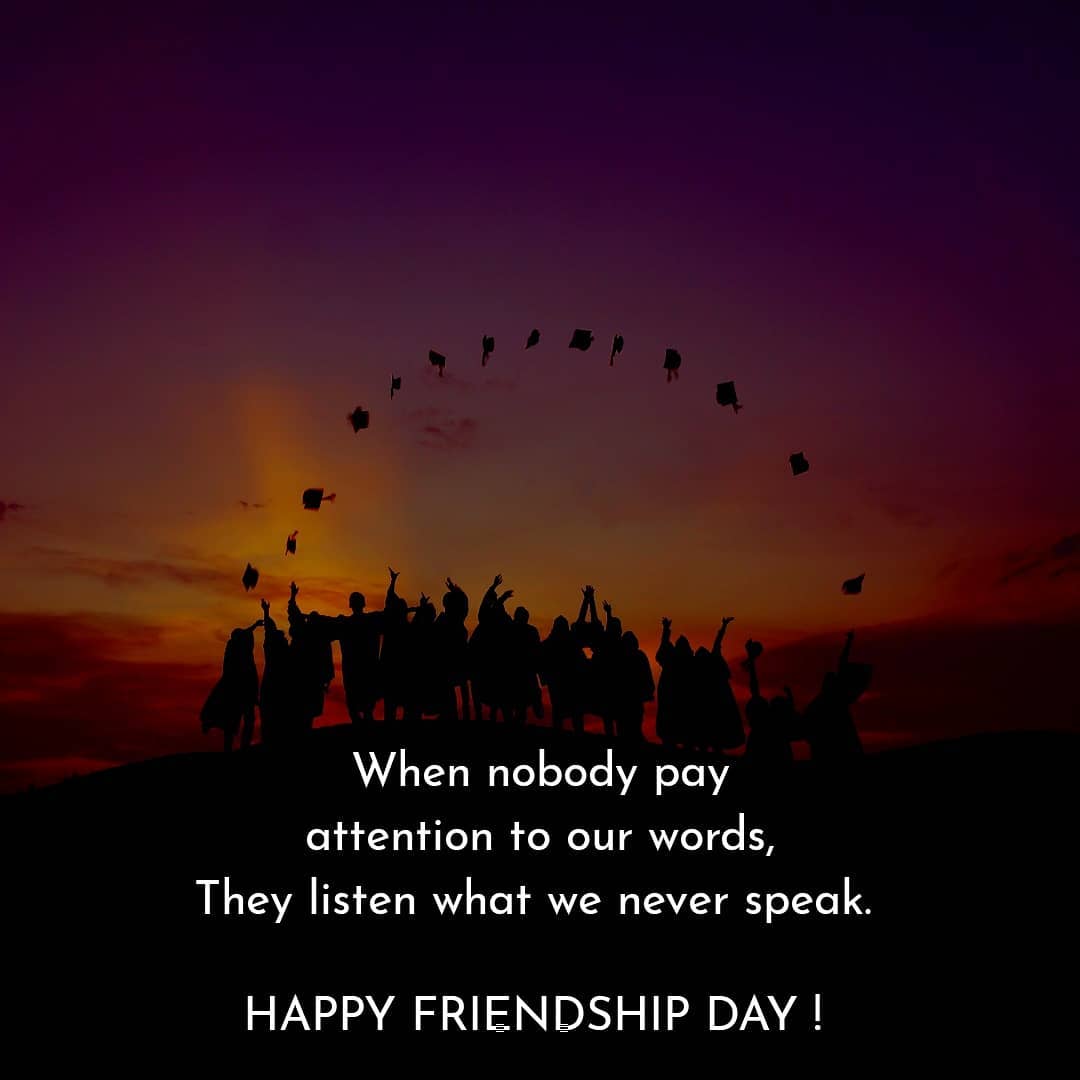 When nobody pay
attention to our words,
They listen what we never speak.
HAPPY FRIENDSHIP DAY !